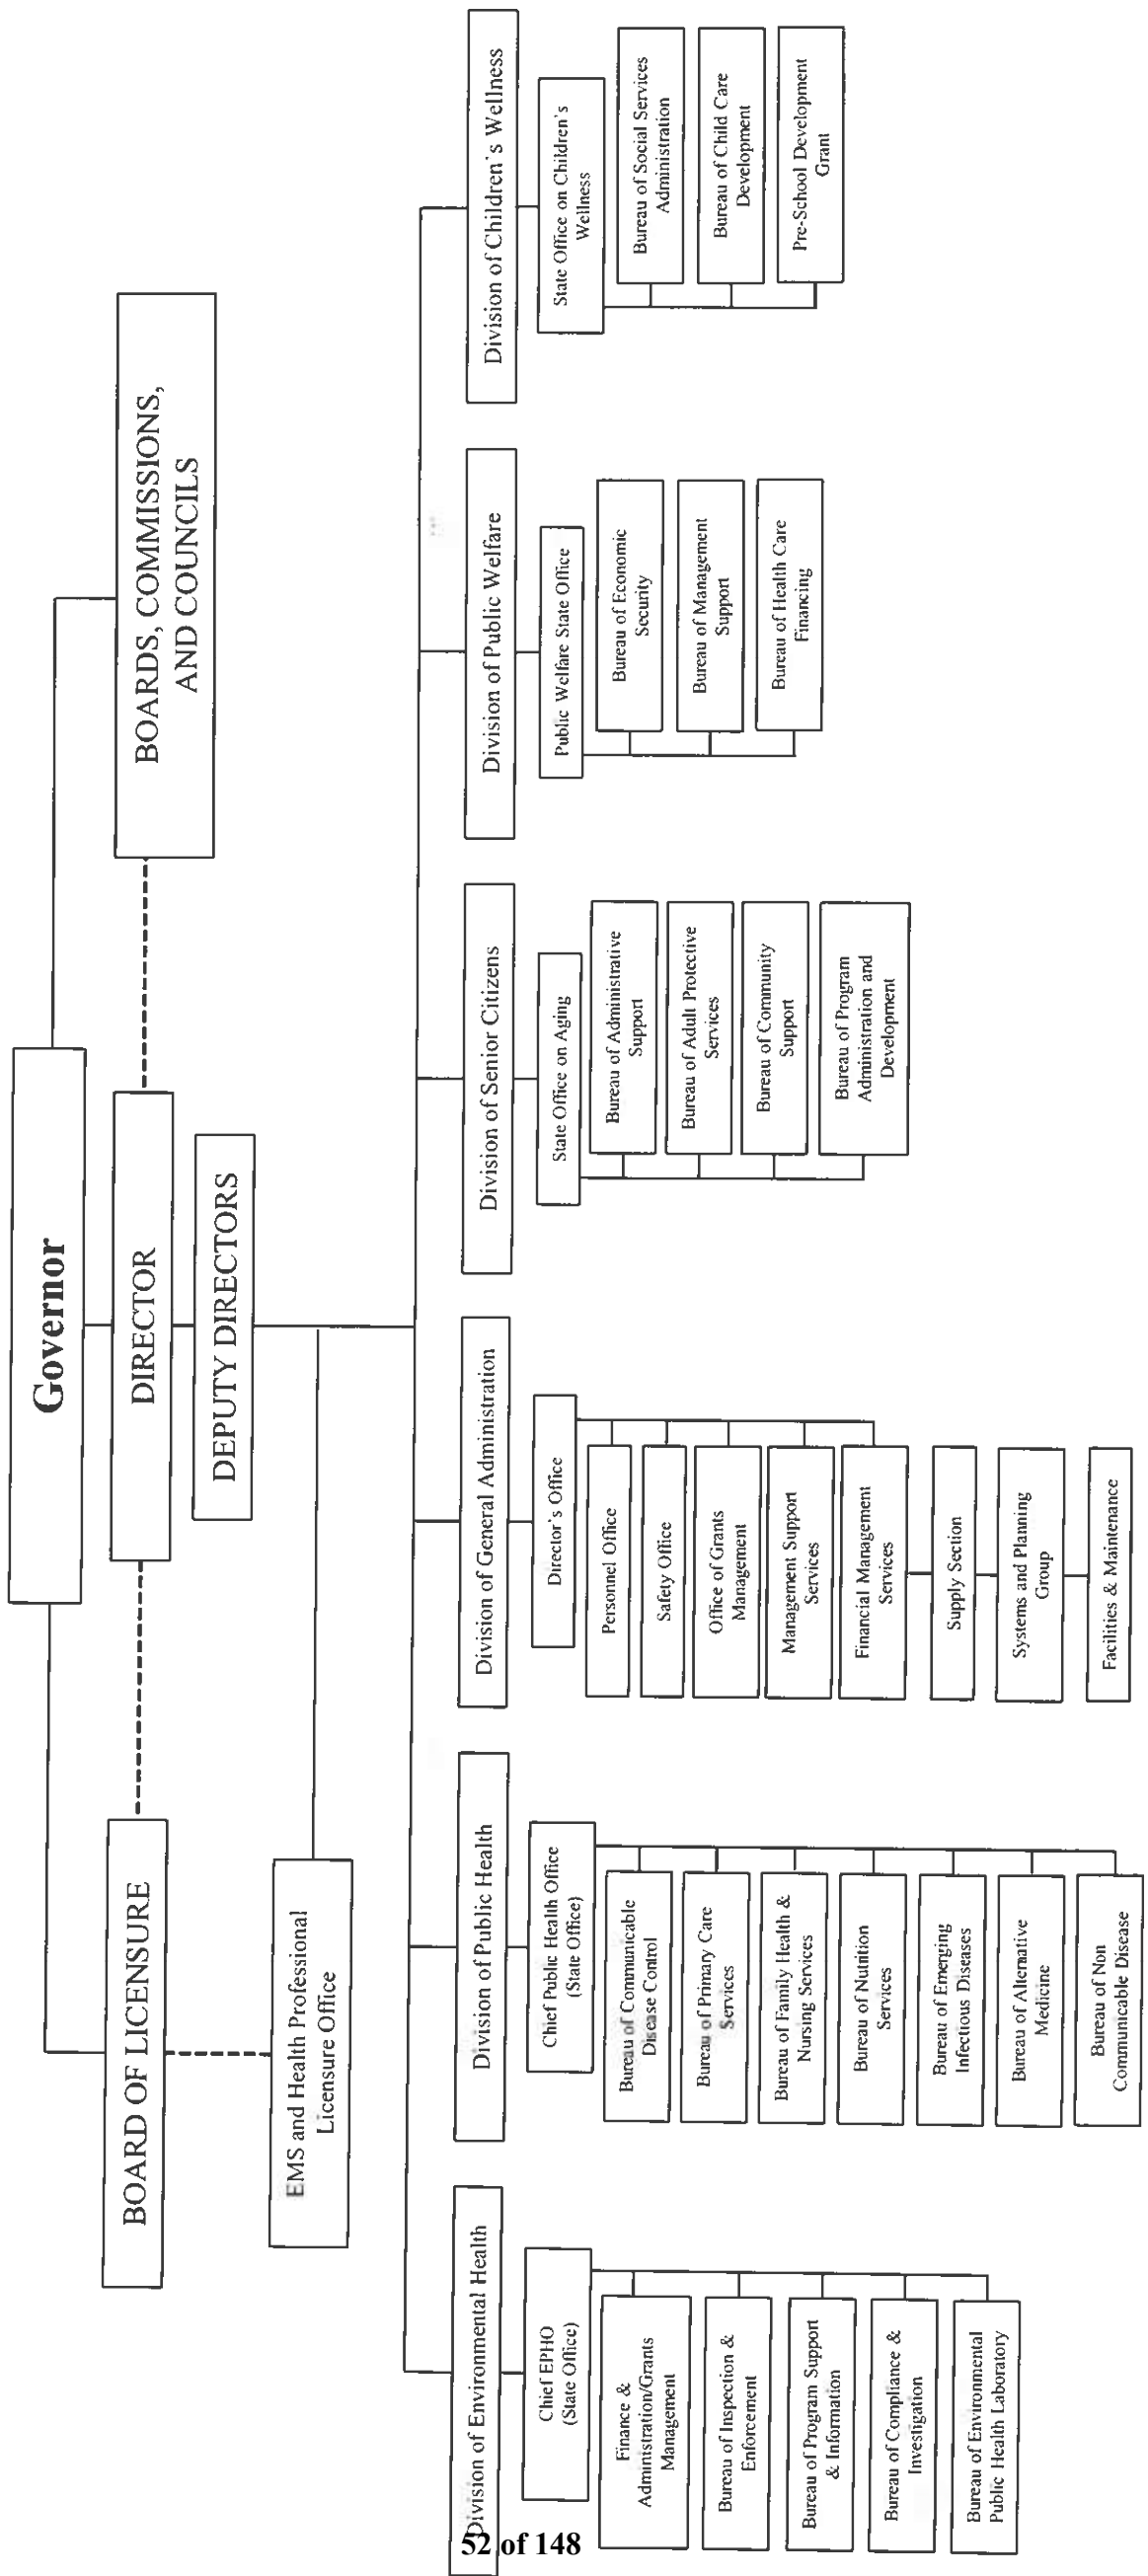 Governor
BOARD OF LICENSURE
DIRECTOR
BOARDS, COMMISSIONS,
AND COUNCILS
DEPUTY DIRECTORS
EMS and Health Professional
Licensure Office
Division of Environmental Health
Chief EPHO
(State Office)
Finance &
Administration/Grants
Management
Bureau of Inspection &
Enforcement
Bureau of Program Support
& Information
Bureau of Compliance &
Investigation
Bureau of Environmental
Public Health Laboratory
Division of Public Health
Chief Public Health Office
(State Office)
Bureau of Communicable
Disease Control
Bureau of Primary Care
Services
Bureau of Family Health &
Nursing Services
Bureau of Nutrition
Services
Bureau of Emerging
Infectious Diseases
Bureau of Alternative
Medicine
Bureau of Non
Communicable Disease
Division of General Administration
Director's Office
Personnel Office
Safety Office
Office of Grants
Management
Management Support
Services
Financial Management
Services
Supply Section
Systems and Planning
Group
Facilities & Maintenance
Division of Senior Citizens
State Office on Aging
Bureau of Administrative
Support
Bureau of Adult Protective
Services
Bureau of Community
Support
Bureau of Program
Administration and
Development
Division of Public Welfare
Public Welfare State Office
Bureau of Economic
Security
Bureau of Management
Support
Bureau of Health Care
Financing
Division of Children's Wellness
State Office on Children's
Wellness
Bureau of Social Services
Administration
Bureau of Child Care
Development
Pre-School Development
Grant
52 of 148